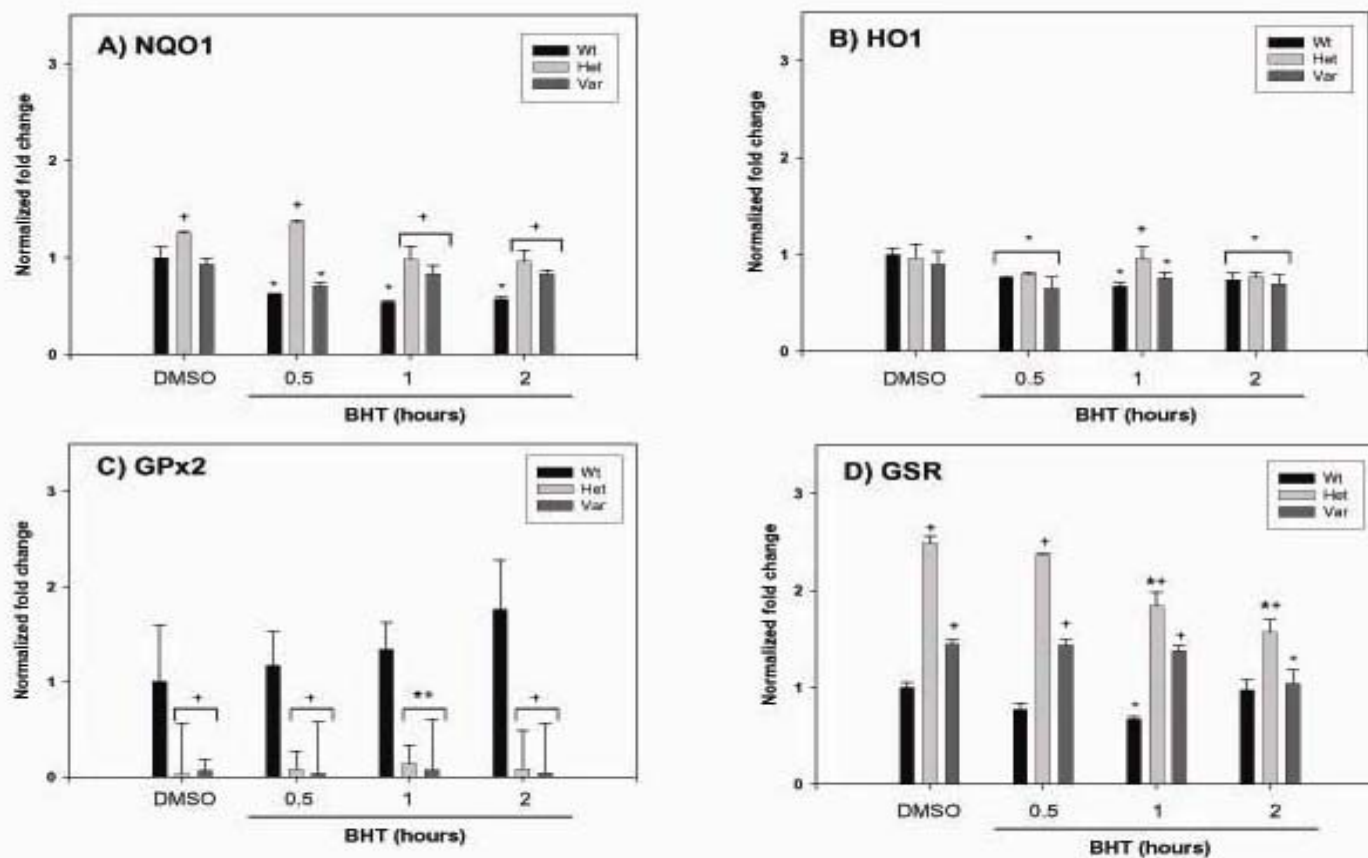 A) NQO1
Wt
Het
Var
Normalized fold change
3
2
1
0
+
+
*
*
+
*
+
*
DMSO
0.5
1
2
BHT (hours)
B) HO1
Wt
Het
Var
Normalized fold change
3
2
1
0
*
+
*
*
*
DMSO
0.5
1
2
BHT (hours)
C) GPx2
Wt
Het
Var
Normalized fold change
3
2
1
0
+
+
*+
+
DMSO
0.5
1
2
BHT (hours)
D) GSR
Wt
Het
Var
Normalized fold change
3
2
1
0
+
+
+
+
*+
+
*
*+
*
DMSO
0.5
1
2
BHT (hours)